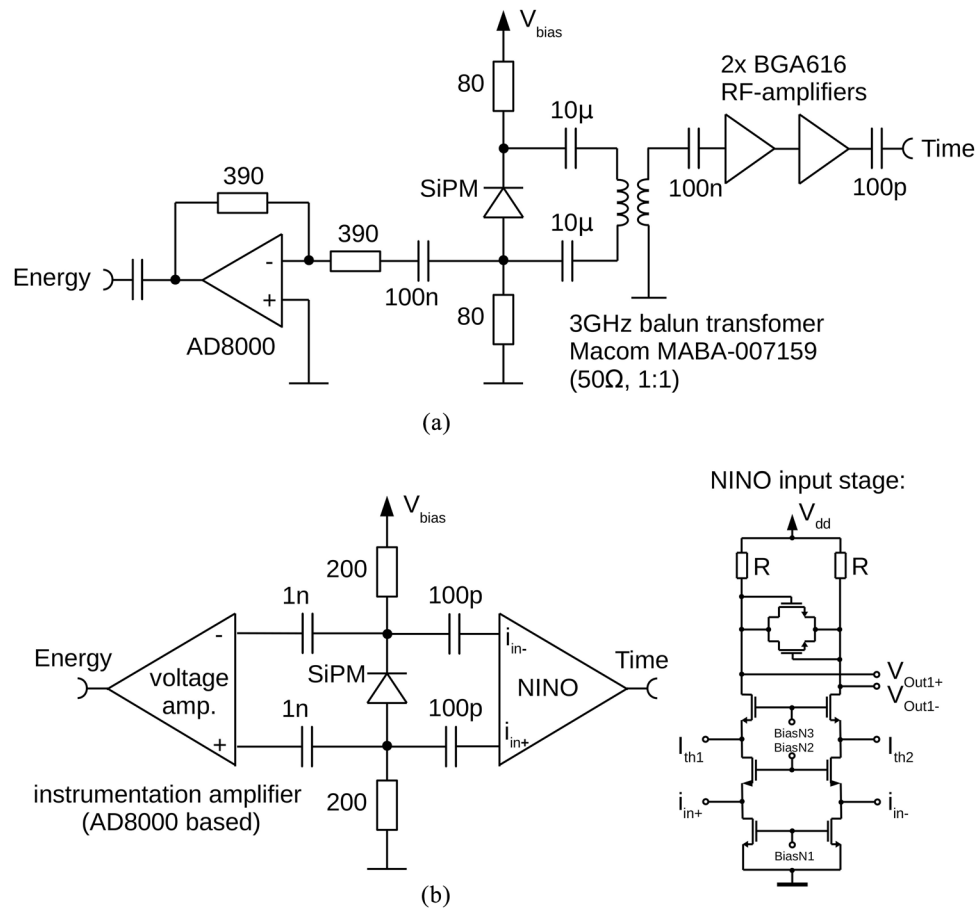 V bias
80
2x BGA616
RF-amplifiers
10µ
Time
100n
100p
SiPM
390
390
10µ
Energy
-
+
100n
80
AD8000
3GHz balun transfomer
Macom MABA-007159
(50Ω, 1:1)
(a)
V bias
200
1n
100p
Energy
-
i in-
Time
voltage
amp.
SiPM
NINO
1n
100p
+
i in+
instrumentation amplifier
(AD8000 based)
200
NINO input stage:
V dd
R
R
V Out1+
V Out1-
BiasN3
BiasN2
I th1
I th2
i in+
i in-
BiasN1
(b)